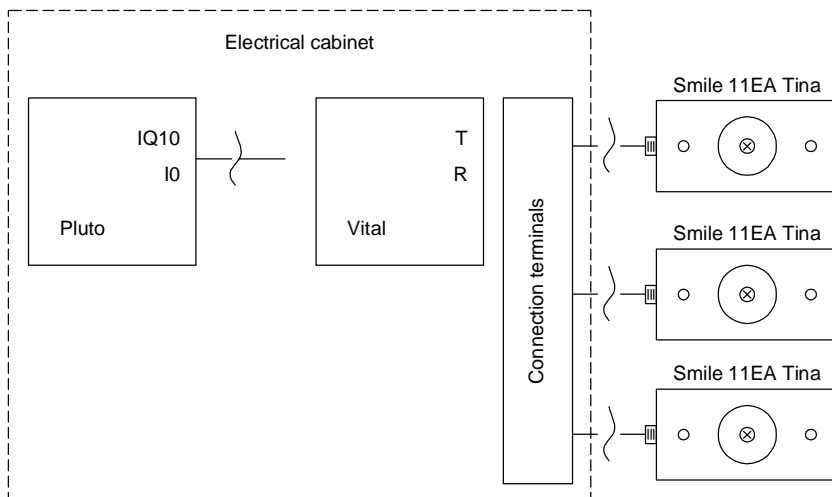 Electrical cabinet
Pluto
IQ10
I0
Vital
T
R
Connection terminals
Smile 11EA Tina
Smile 11EA Tina
Smile 11EA Tina